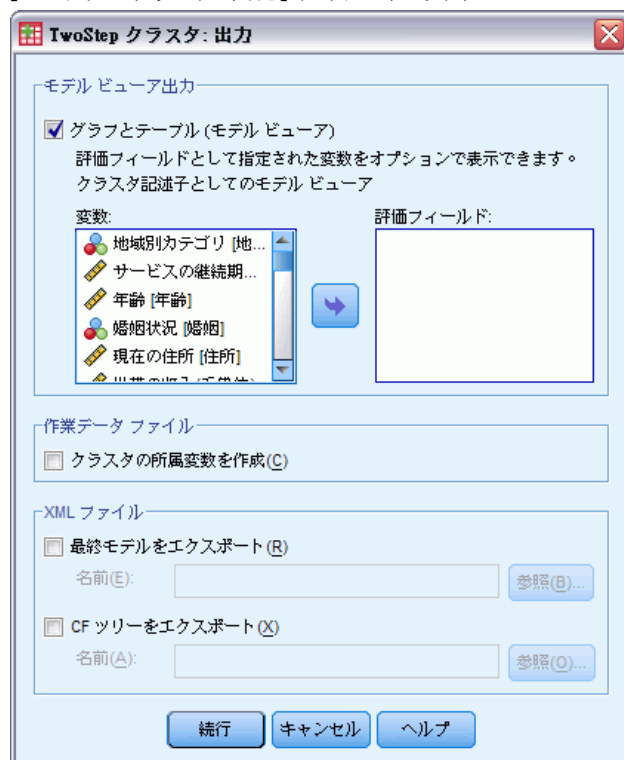 TwoStep クラスタ: 出力
モデル ビューア出力
グラフとテーブル (モデル ビューア)
評価フィールドとして指定された変数をオプションで表示できます。
クラスタ記述子としてのモデル ビューア
変数:
評価フィールド:
地域別カテゴリ [地...
サービスの継続期...
年齢 [年齢]
婚姻状況 [婚姻]
現在の住所 [住所]
作業データ ファイル
クラスタの所属変数を作成(C)
XML ファイル
最終モデルをエクスポート(R)
名前(E):
参照(B)...
CF ツリーをエクスポート(X)
名前(A):
参照(O)...
続行
キャンセル
ヘルプ